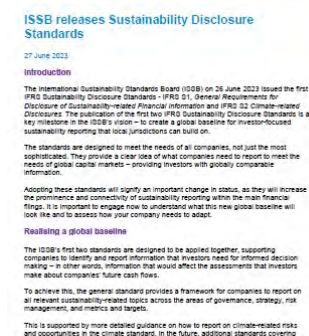 ISSB releases Sustainability Disclosure
Standards
27 June 2023
Introduction
The International Sustainability Standards Board (ISSB) on 26 June 2023 issued the first
IFRS Sustainability Disclosure Standards - IFRS S1, General Requirements for
Disclosure of Sustainability-related Financial Information and IFRS S2 Climate-related
Disclosures. The publication of the first two IFRS Sustainability Disclosure Standards is a
key milestone in the ISSB's vision – to create a global baseline for investor-focused
sustainability reporting that local jurisdictions can build on.
The standards are designed to meet the needs of all companies, not just the most
sophisticated. They provide a clear idea of what companies need to report to meet the
needs of global capital markets – providing investors with globally comparable
information.
Adopting these standards will signify an important change in status, as they will increase
the prominence and connectivity of sustainability reporting within the main financial
filings. It is important to engage now to understand what this new global baseline will
look like and to assess how your company needs to adapt.
Realising a global baseline
The ISSB's first two standards are designed to be applied together, supporting
companies to identify and report information that investors need for informed decision
making – in other words, information that would affect the assessments that investors
make about companies' future cash flows.
To achieve this, the general standard provides a framework for companies to report on
all relevant sustainability-related topics across the areas of governance, strategy, risk
management, and metrics and targets.
This is supported by more detailed guidance on how to report on climate-related risks
and opportunities in the climate standard. In the future, additional standards covering